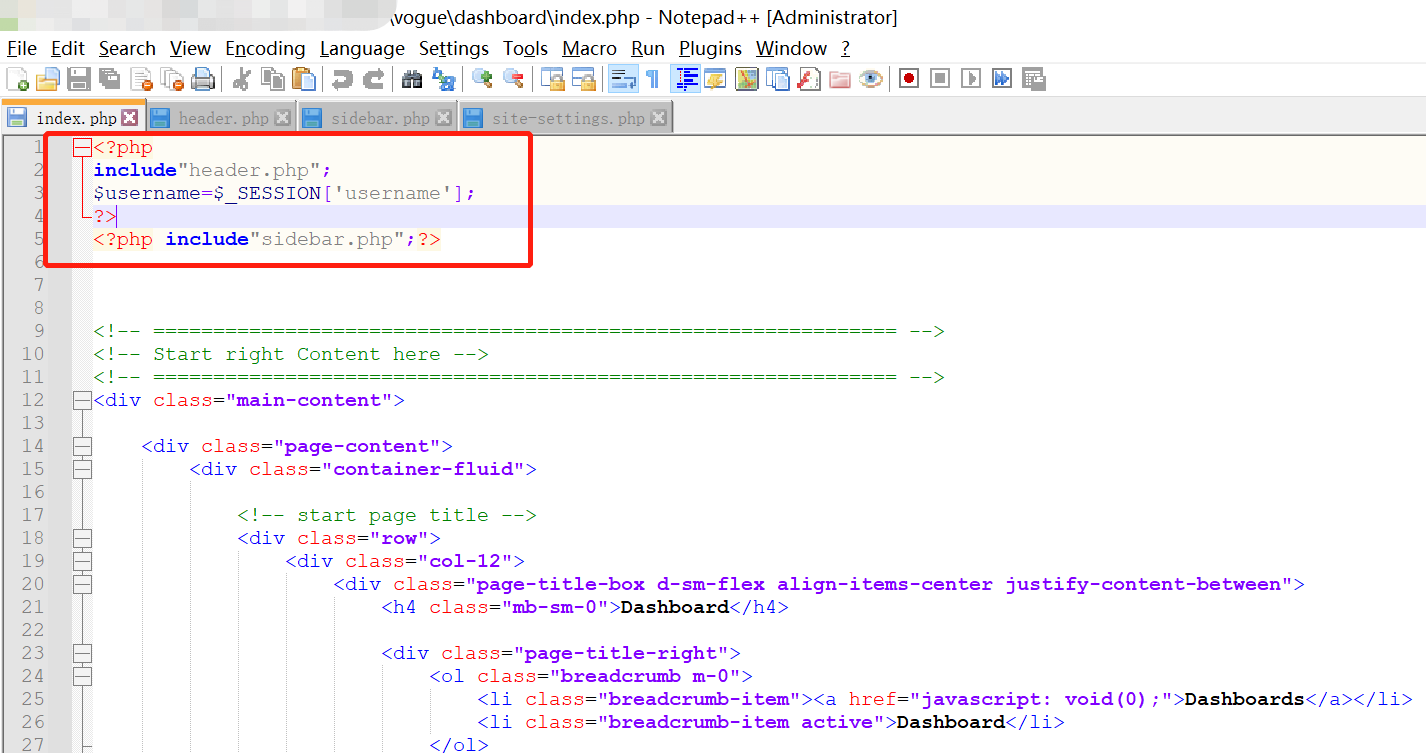 \vogue\dashboard\index.php - Notepad++ [Administrator]
File Edit Search View Encoding Language Settings Tools Macro Run Plugins Window ?
index.php header.php sidebar.php site-settings.php
1 <?php
2 include"header.php";
3 $username=$_SESSION['username'];
4 ?>
5 <?php include"sidebar.php";?>
6
7
8
9 <!-- ============================================================== -->
10 <!-- Start right Content here -->
11 <!-- ============================================================== -->
12 <div class="main-content">
13
14 <div class="page-content">
15 <div class="container-fluid">
16
17 <!-- start page title -->
18 <div class="row">
19 <div class="col-12">
20 <div class="page-title-box d-sm-flex align-items-center justify-content-between">
21 <h4 class="mb-sm-0">Dashboard</h4>
22
23 <div class="page-title-right">
24 <ol class="breadcrumb m-0">
25 <li class="breadcrumb-item"><a href="javascript: void(0);">Dashboards</a></li>
26 <li class="breadcrumb-item active">Dashboard</li>
27 </ol>